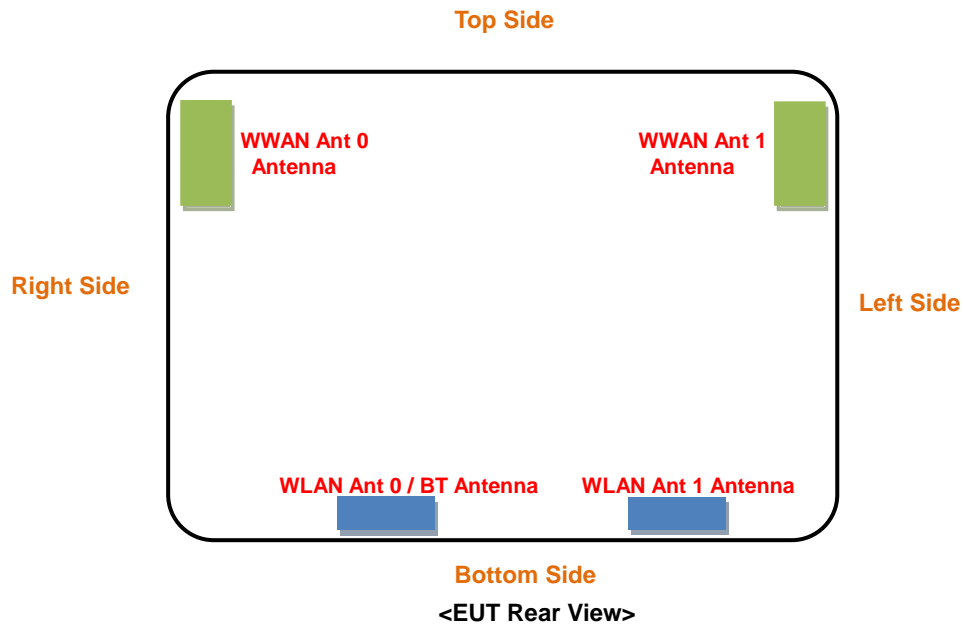 Top Side
WWAN Ant 0
Antenna
WWAN Ant 1
Antenna
Right Side
Left Side
WLAN Ant 0 / BT Antenna
WLAN Ant 1 Antenna
Bottom Side
<EUT Rear View>